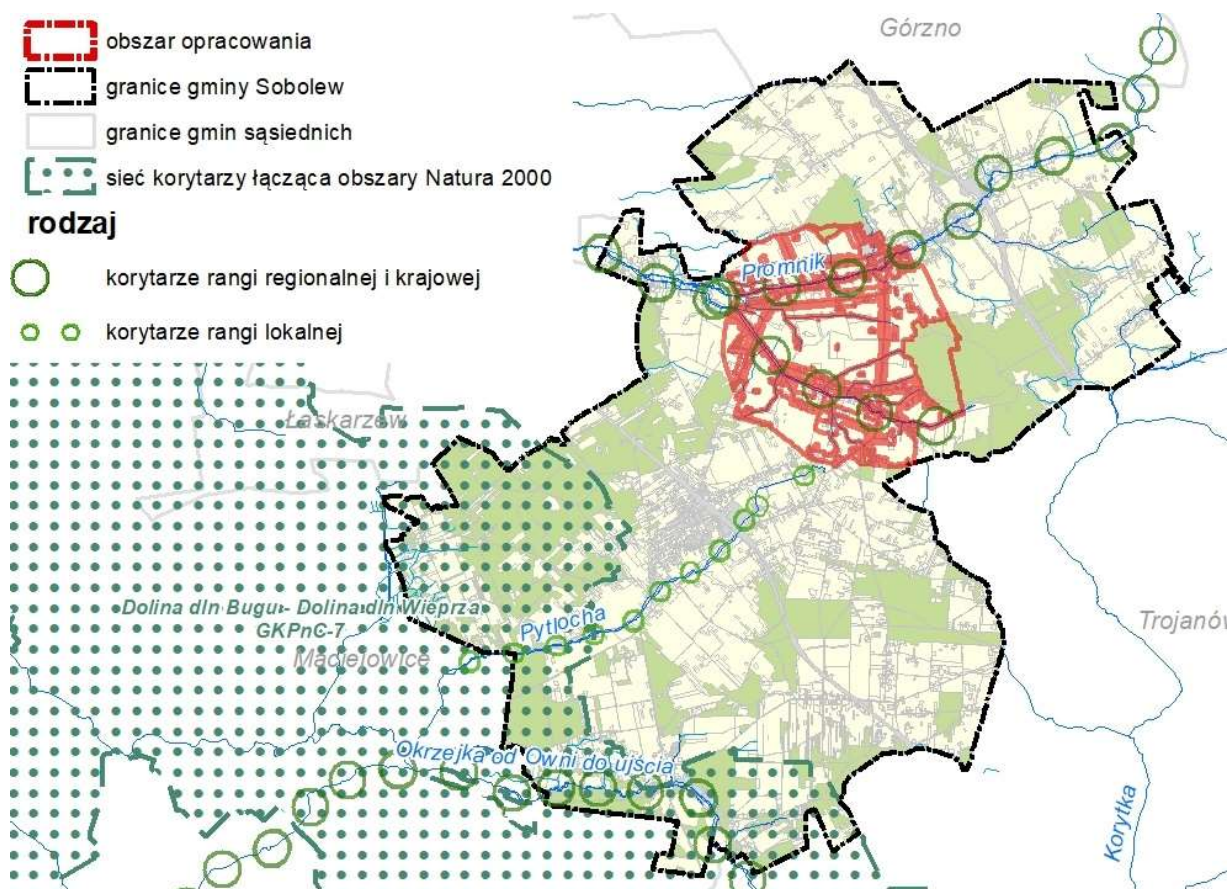 obszar opracowania
granice gminy Sobolew
granice gmin sąsiednich
sieć korytarzy łącząca obszary Natura 2000
rodzaj
korytarze rangi regionalnej i krajowej
korytarze rangi lokalnej
Górzno
Promnik
Łaskarzew
Dolina dln Bugu - Dolina dln Wieprza
GKPnC-7
Pytlocha
Maciejowice
Trojanów
Okrzejka od Owni do ujścia
Korytka